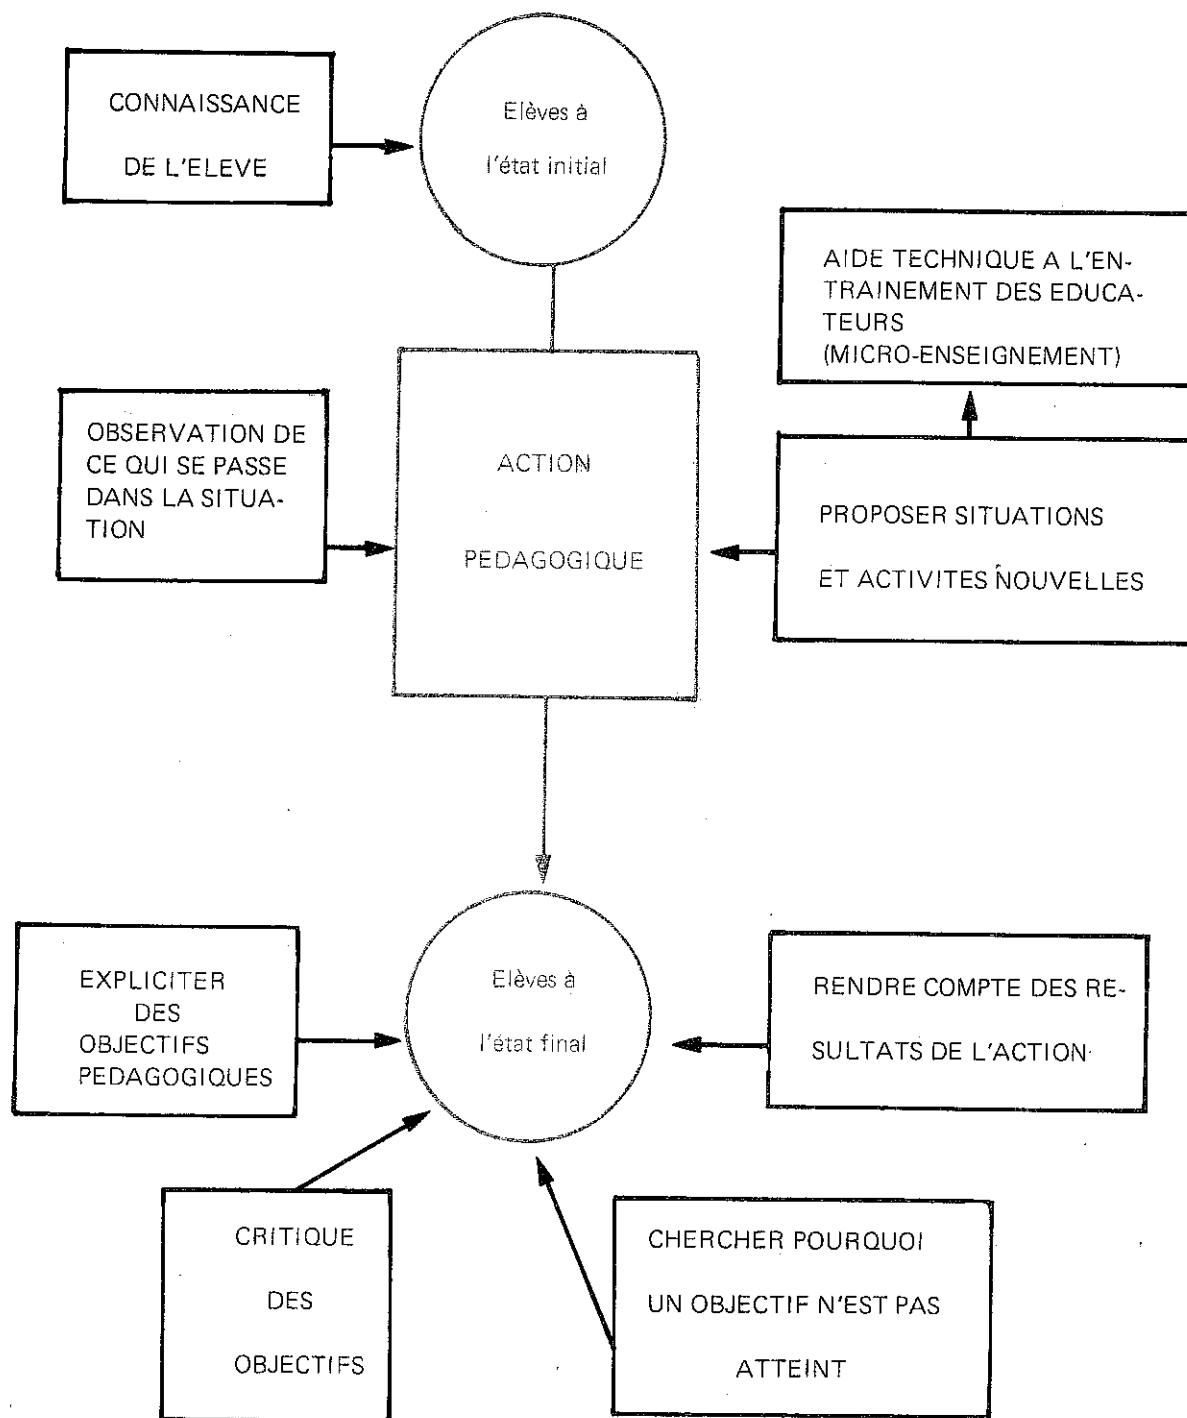 CONNAISSANCE
DE L'ELEVE
Elèves à
l'état initial
AIDE TECHNIQUE A L'EN-
TRAINEMENT DES EDUCA-
TEURS
(MICRO-ENSEIGNEMENT)
OBSERVATION DE
CE QUI SE PASSE
DANS LA SITUA-
TION
ACTION
PEDAGOGIQUE
PROPOSER SITUATIONS
ET ACTIVITES NOUVELLES
EXPLICITER
DES
OBJECTIFS
PEDAGOGIQUES
Elèves à
l'état final
RENDRE COMPTE DES RE-
SULTATS DE L'ACTION
CRITIQUE
DES
OBJECTIFS
CHERCHER POURQUOI
UN OBJECTIF N'EST PAS
ATTEINT